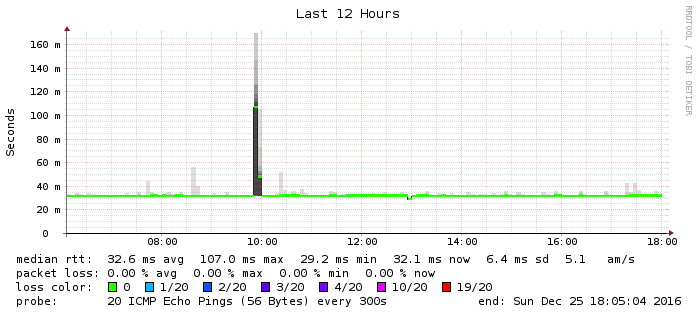 Last 12 Hours
RRDTOOL / TOBI OETIKER
Seconds
160 m
140 m
120 m
100 m
80 m
60 m
40 m
20 m
0
08:00 10:00 12:00 14:00 16:00 18:00
median rtt: 32.6 ms avg 107.0 ms max 29.2 ms min 32.1 ms now 6.4 ms sd 5.1 am/s
packet loss: 0.00 % avg 0.00 % max 0.00 % min 0.00 % now
loss color: 0 1/20 2/20 3/20 4/20 10/20 19/20
probe: 20 ICMP Echo Pings (56 Bytes) every 300s end: Sun Dec 25 18:05:04 2016